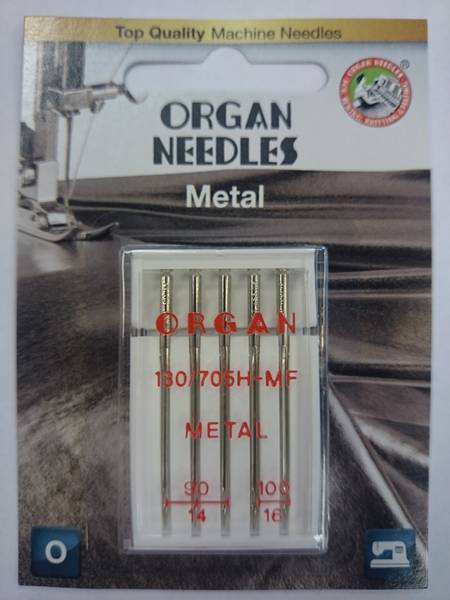 Top Quality Machine Needles
ORGAN
NEEDLES
®
Metal
ORGAN
130/705H-MF
METAL
90 100
14 16
O